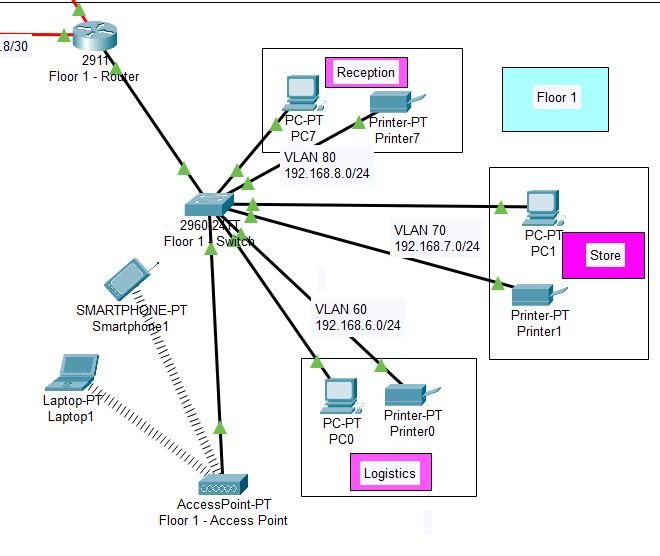 .8/30
2911
Floor 1 - Router
Reception
PC-PT
PC7
Printer-PT
Printer7
Floor 1
VLAN 80
192.168.8.0/24
2960-24TT
Floor 1 - Switch
VLAN 70
192.168.7.0/24
PC-PT
PC1
Store
Printer-PT
Printer1
SMARTPHONE-PT
Smartphone1
VLAN 60
192.168.6.0/24
Laptop-PT
Laptop1
PC-PT
PC0
Printer-PT
Printer0
Logistics
AccessPoint-PT
Floor 1 - Access Point